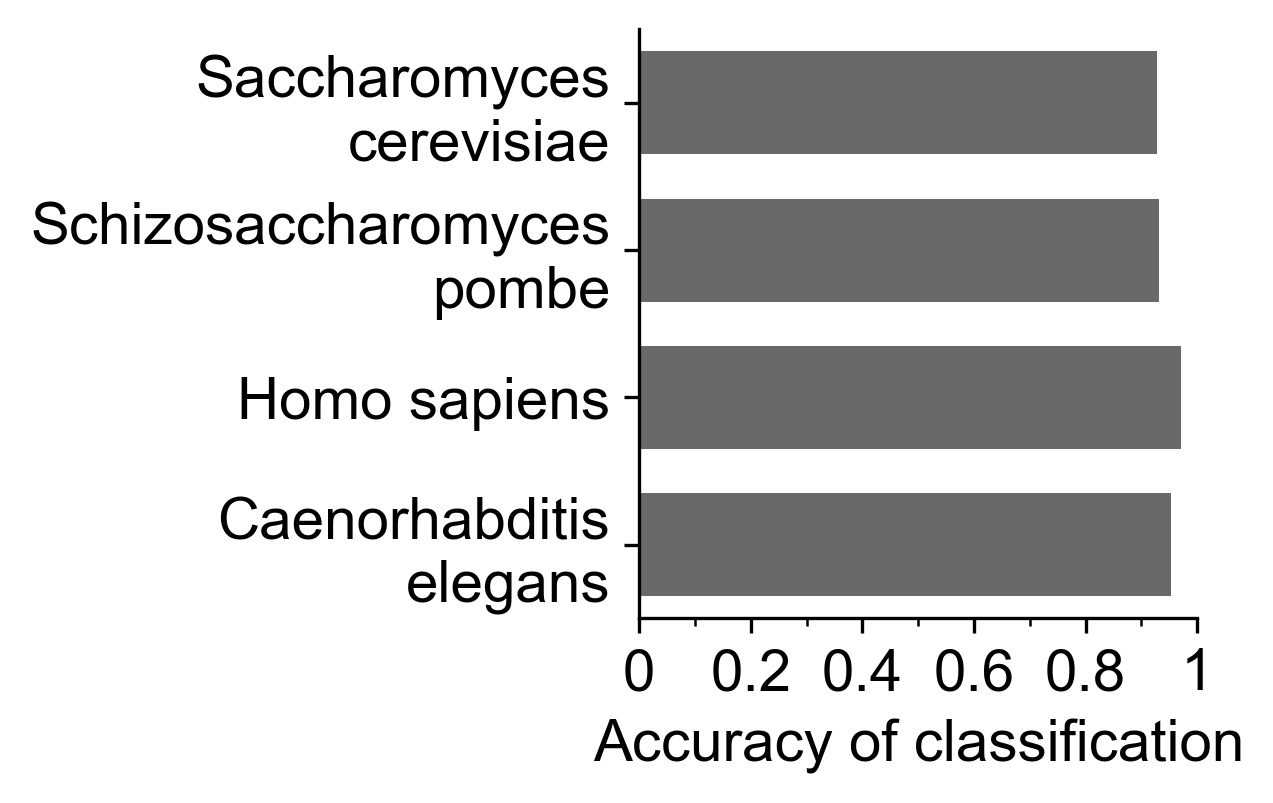 Saccharomyces
cerevisiae
Schizosaccharomyces
pombe
Homo sapiens
Caenorhabditis
elegans
0 0.2 0.4 0.6 0.8 1
Accuracy of classification